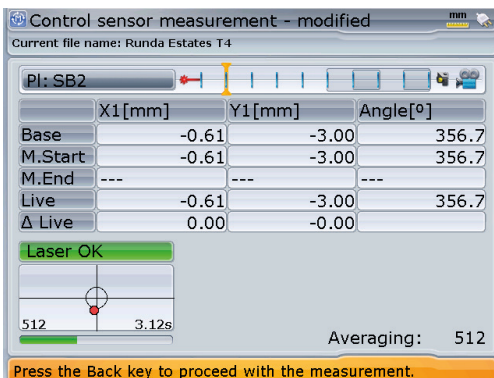 Control sensor measurement - modified mm
Current file name: Runda Estates T4
Pl: SB2
X1[mm] Y1[mm] Angle[º]
Base -0.61 -3.00 356.7
M.Start -0.61 -3.00 356.7
M.End --- --- ---
Live -0.61 -3.00 356.7
Δ Live 0.00 -0.00
Laser OK
512 3.12s
Averaging: 512
Press the Back key to proceed with the measurement.